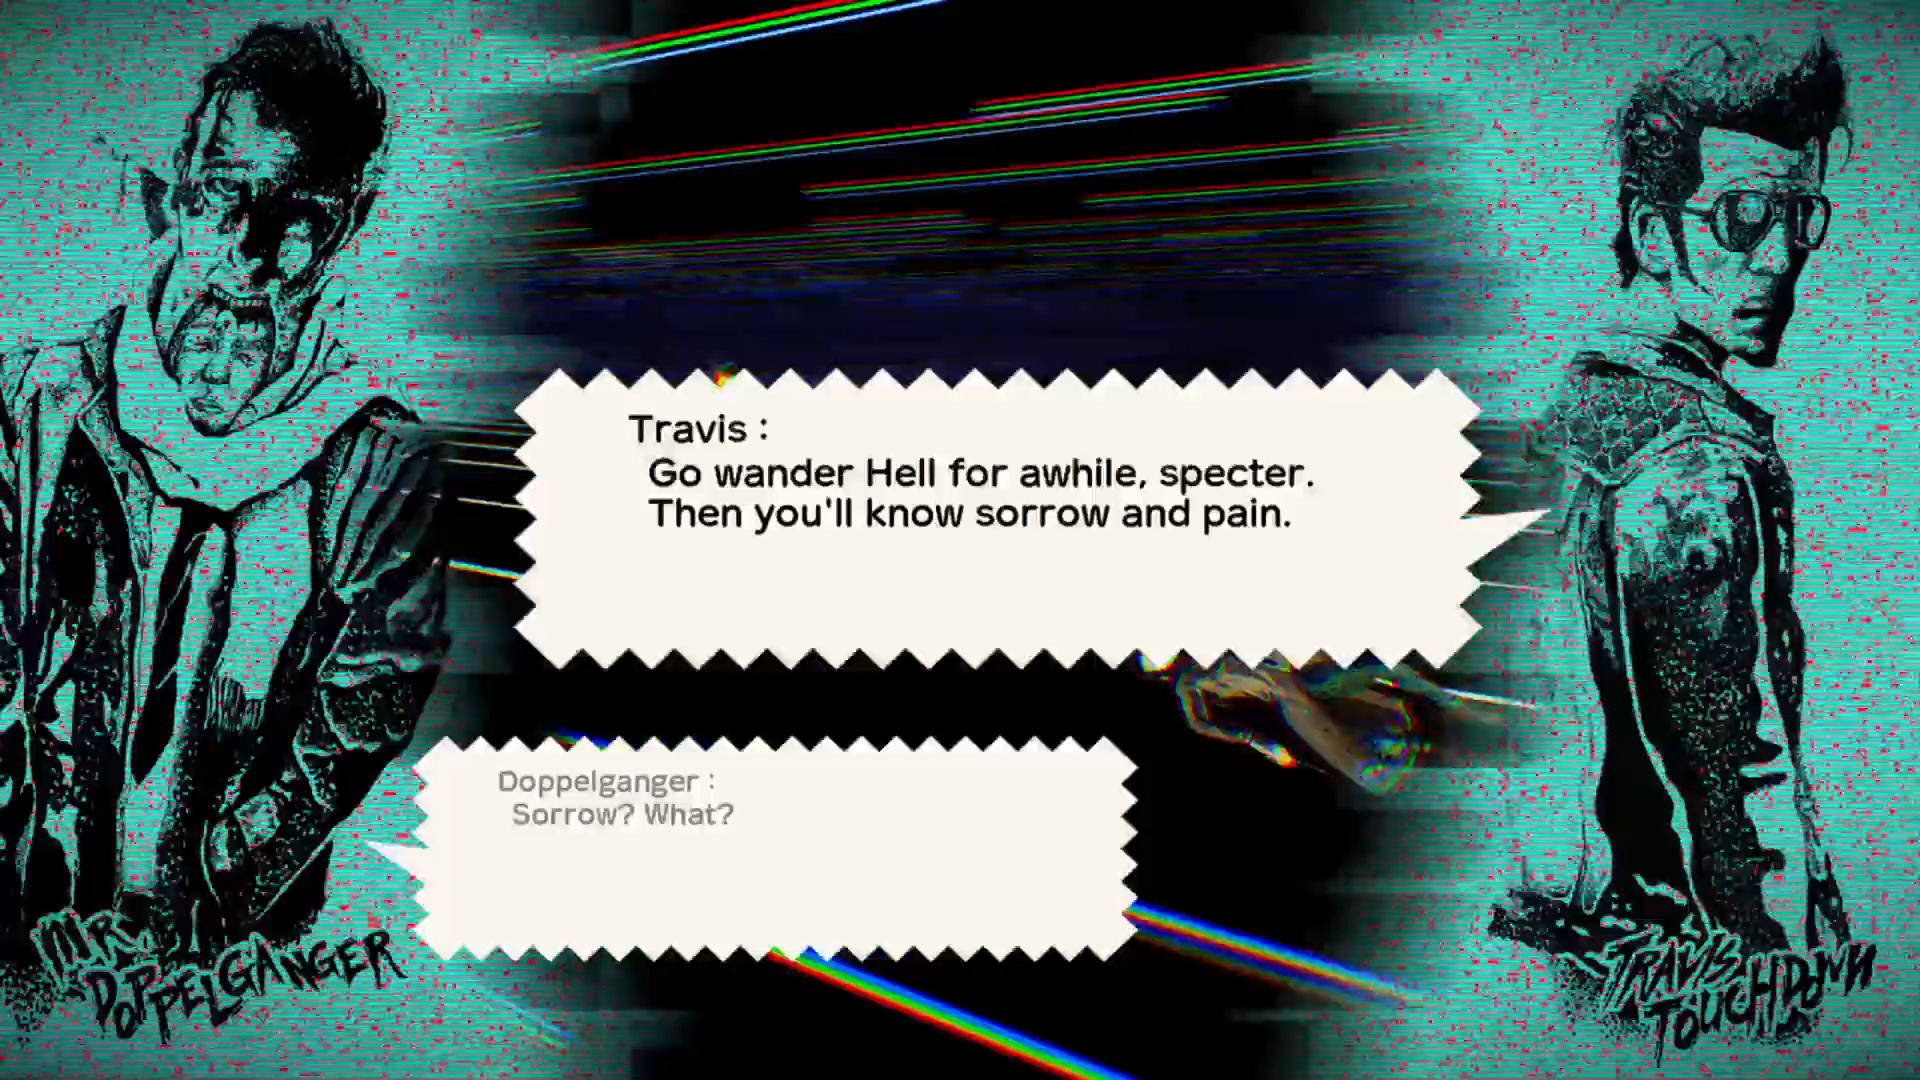 Travis :
Go wander Hell for awhile, specter.
Then you'll know sorrow and pain.
Doppelganger :
Sorrow? What?
MR.
DOPPELGANGER
TRAVIS
TOUCHDOWN